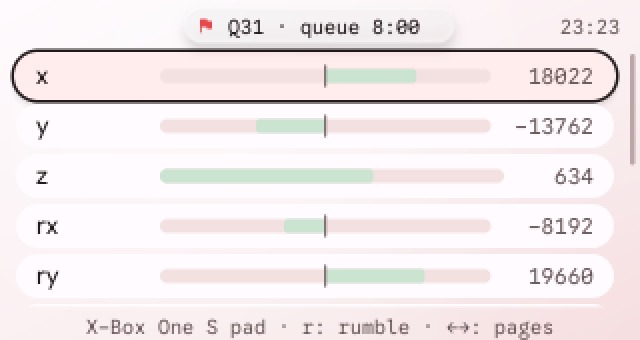 Q31 · queue 8:00
23:23
x 18022
y -13762
z 634
rx -8192
ry 19660
X-Box One S pad · r: rumble · ↔: pages